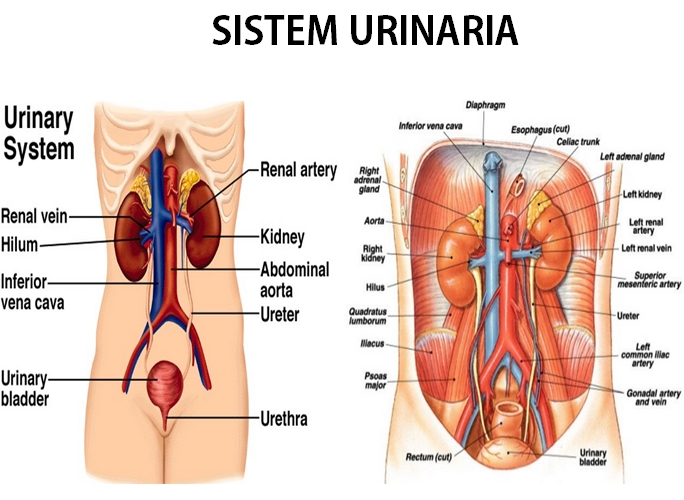 SISTEM URINARIA
Urinary
System
Renal artery
Renal vein
Hilum
Kidney
Inferior
vena cava
Abdominal
aorta
Ureter
Urinary
bladder
Urethra
Diaphragm
Inferior vena cava
Esophagus (cut)
Celiac trunk
Left adrenal gland
Right
adrenal
gland
Left kidney
Aorta
Left renal
artery
Right
kidney
Left renal vein
Hilus
Superior
mesenteric artery
Quadratus
lumborum
Ureter
Iliacus
Left
common iliac
artery
Psoas
major
Gonadal artery
and vein
Rectum (cut)
Urinary
bladder